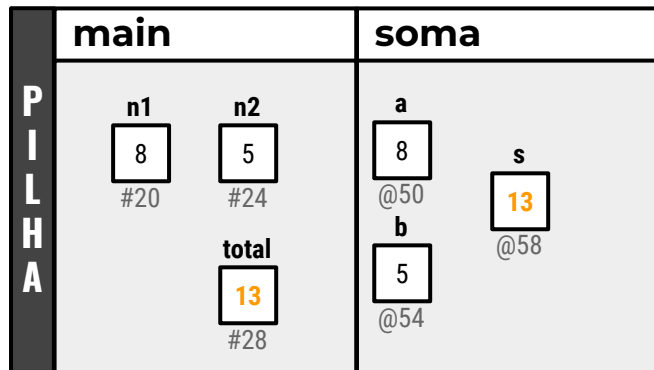 PILHA
main
n1 n2
8 5
#20 #24
total
13
#28
soma
a
8
@50
b
5
@54
s
13
@58